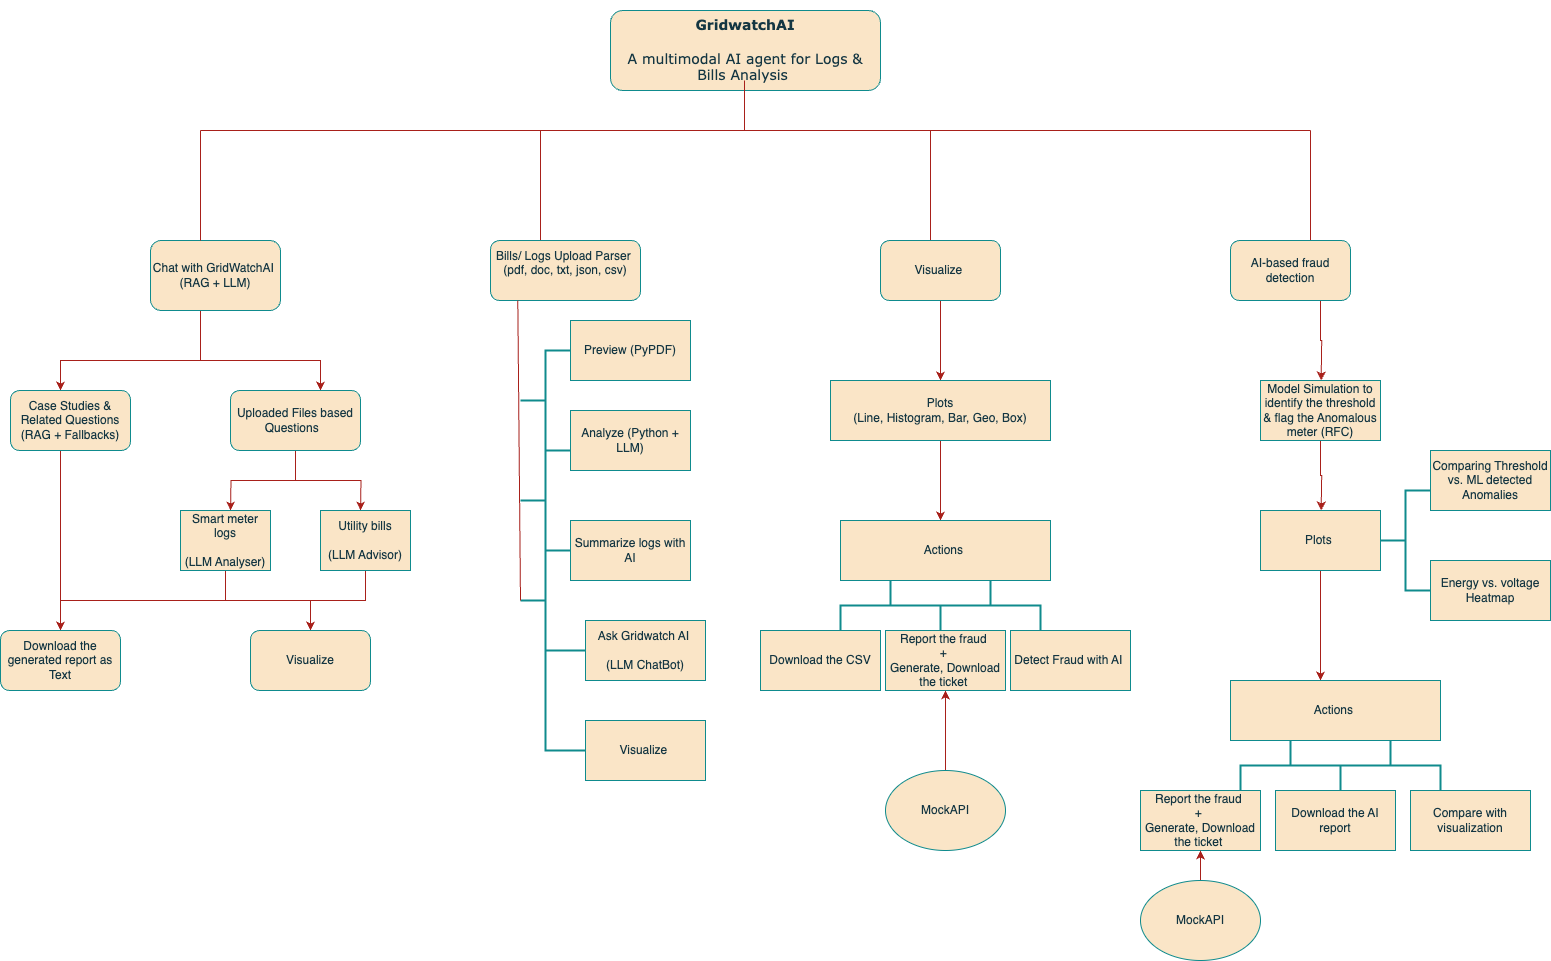 GridwatchAI
A multimodal AI agent for Logs &
Bills Analysis
Chat with GridWatchAI
(RAG + LLM)
Case Studies &
Related Questions
(RAG + Fallbacks)
Uploaded Files based
Questions
Smart meter
logs
(LLM Analyser)
Utility bills
(LLM Advisor)
Download the
generated report as
Text
Visualize
Bills/ Logs Upload Parser
(pdf, doc, txt, json, csv)
Preview (PyPDF)
Analyze (Python +
LLM)
Summarize logs with
AI
Ask Gridwatch AI
(LLM ChatBot)
Visualize
Visualize
Plots
(Line, Histogram, Bar, Geo, Box)
Actions
Download the CSV
Report the fraud
+
Generate, Download
the ticket
Detect Fraud with AI
MockAPI
AI-based fraud
detection
Model Simulation to
identify the threshold
& flag the Anomalous
meter (RFC)
Plots
Comparing Threshold
vs. ML detected
Anomalies
Energy vs. voltage
Heatmap
Actions
Report the fraud
+
Generate, Download
the ticket
Download the AI
report
Compare with
visualization
MockAPI